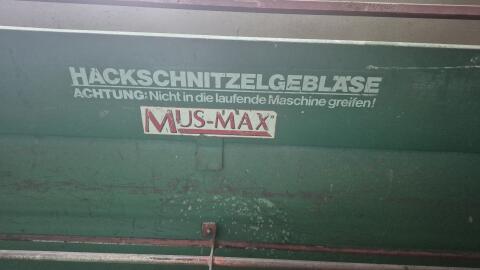 HACKSCHNITZELGEBLÄSE
ACHTUNG: Nicht in die laufende Maschine greifen!
MUS-MAX